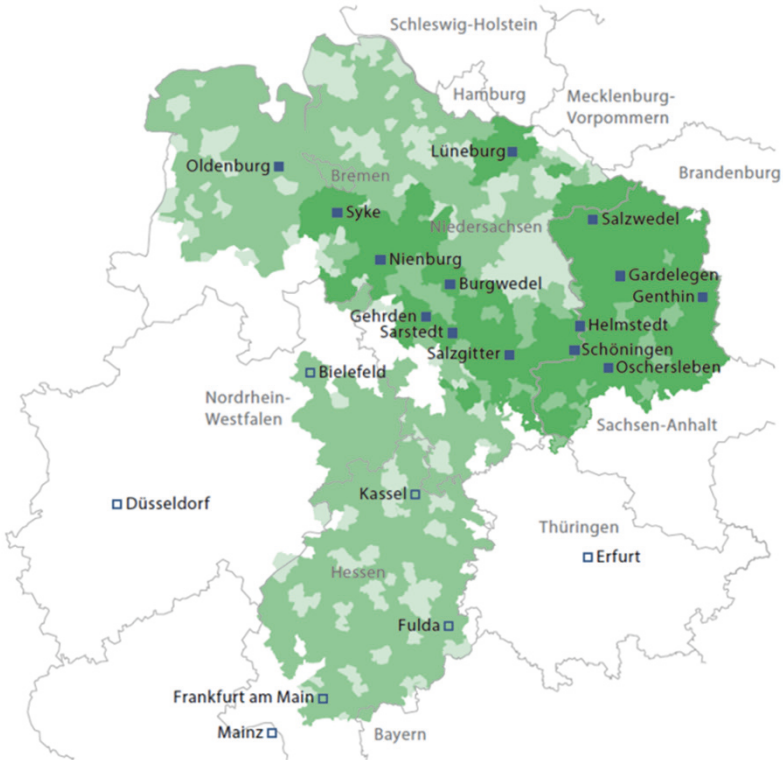 Schleswig-Holstein
Hamburg
Mecklenburg-
Vorpommern
Lüneburg
Oldenburg
Bremen
Brandenburg
Syke
Salzwedel
Niedersachsen
Nienburg
Gardelegen
Burgwedel
Genthin
Gehrden
Helmstedt
Sarstedt
Salzgitter
Schöningen
Oschersleben
Bielefeld
Nordrhein-
Westfalen
Sachsen-Anhalt
Kassel
Düsseldorf
Thüringen
Erfurt
Hessen
Fulda
Frankfurt am Main
Mainz
Bayern